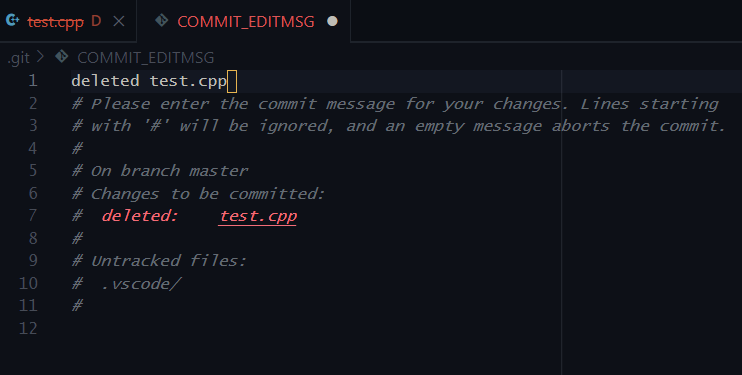 test.cpp D COMMIT_EDITMSG
.git > COMMIT_EDITMSG
1 deleted test.cpp
2 # Please enter the commit message for your changes. Lines starting
3 # with '#' will be ignored, and an empty message aborts the commit.
4 #
5 # On branch master
6 # Changes to be committed:
7 # deleted: test.cpp
8 #
9 # Untracked files:
10 # .vscode/
11 #
12